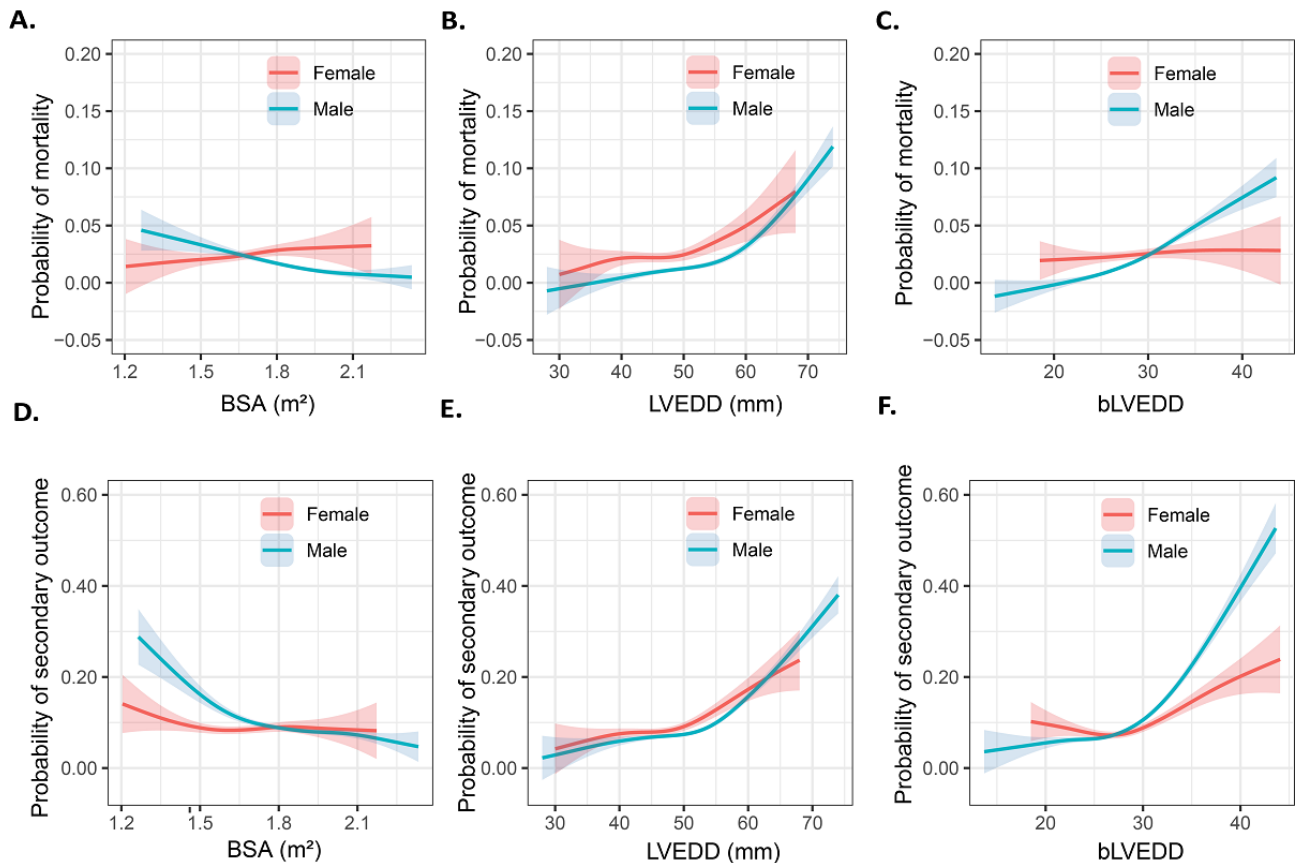 A.
Probability of mortality
0.20
0.15
0.10
0.05
0.00
−0.05
Female
Male
1.2 1.5 1.8 2.1
BSA (m²)
B.
Probability of mortality
0.20
0.15
0.10
0.05
0.00
−0.05
Female
Male
30 40 50 60 70
LVEDD (mm)
C.
Probability of mortality
0.20
0.15
0.10
0.05
0.00
−0.05
Female
Male
20 30 40
bLVEDD
D.
Probability of secondary outcome
0.60
0.40
0.20
0.00
Female
Male
1.2 1.5 1.8 2.1
BSA (m²)
E.
Probability of secondary outcome
0.60
0.40
0.20
0.00
Female
Male
30 40 50 60 70
LVEDD (mm)
F.
Probability of secondary outcome
0.60
0.40
0.20
0.00
Female
Male
20 30 40
bLVEDD